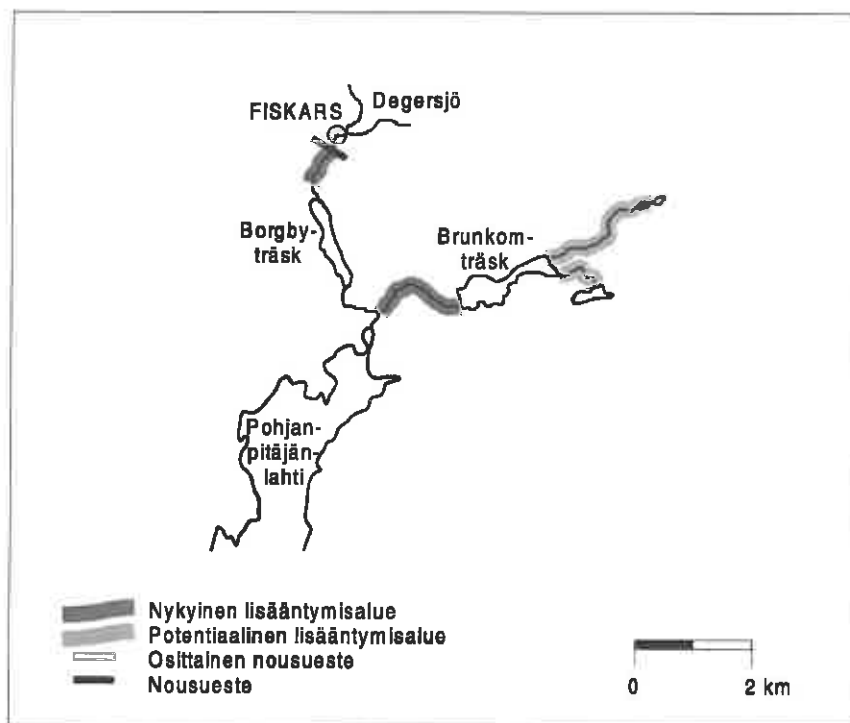 Degersjö
FISKARS
Borgby-
träsk
Brunkom-
träsk
Pohjan-
pitäjän-
lahti
Nykyinen lisääntymisalue
Potentiaalinen lisääntymisalue
Osittainen nousueste
Nousueste
0 2 km